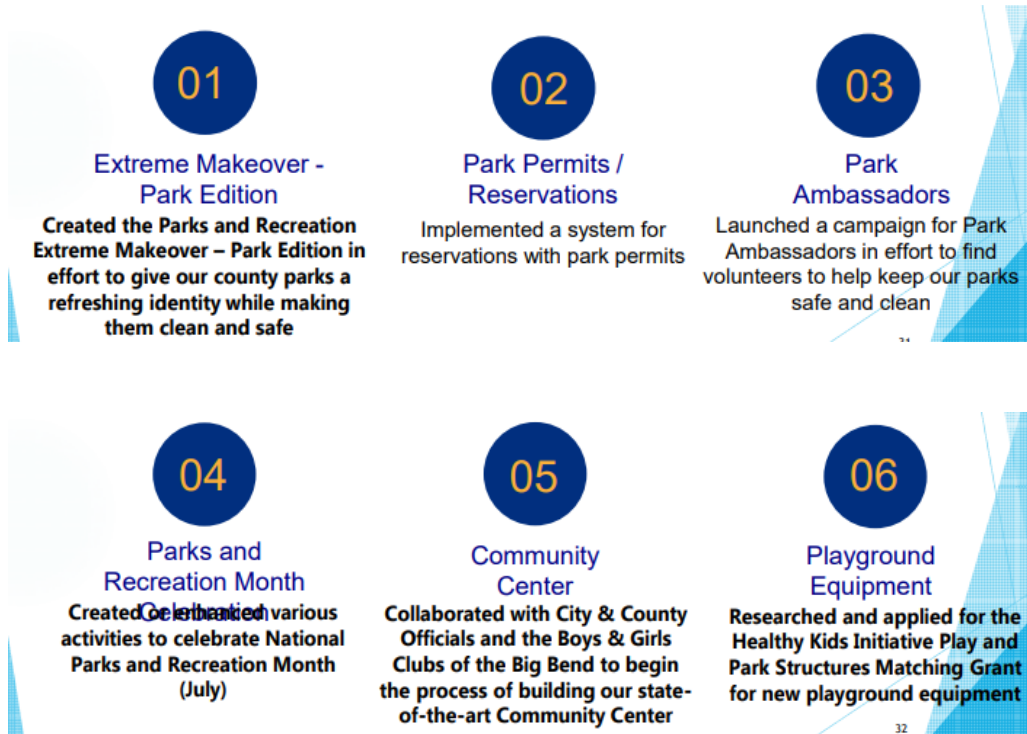 01
Extreme Makeover -
Park Edition
Created the Parks and Recreation
Extreme Makeover – Park Edition in
effort to give our county parks a
refreshing identity while making
them clean and safe
02
Park Permits /
Reservations
Implemented a system for
reservations with park permits
03
Park
Ambassadors
Launched a campaign for Park
Ambassadors in effort to find
volunteers to help keep our parks
safe and clean
31
04
Parks and
Recreation Month
Celebration
Created or enhanced various
activities to celebrate National
Parks and Recreation Month
(July)
05
Community
Center
Collaborated with City & County
Officials and the Boys & Girls
Clubs of the Big Bend to begin
the process of building our state-
of-the-art Community Center
06
Playground
Equipment
Researched and applied for the
Healthy Kids Initiative Play and
Park Structures Matching Grant
for new playground equipment
32